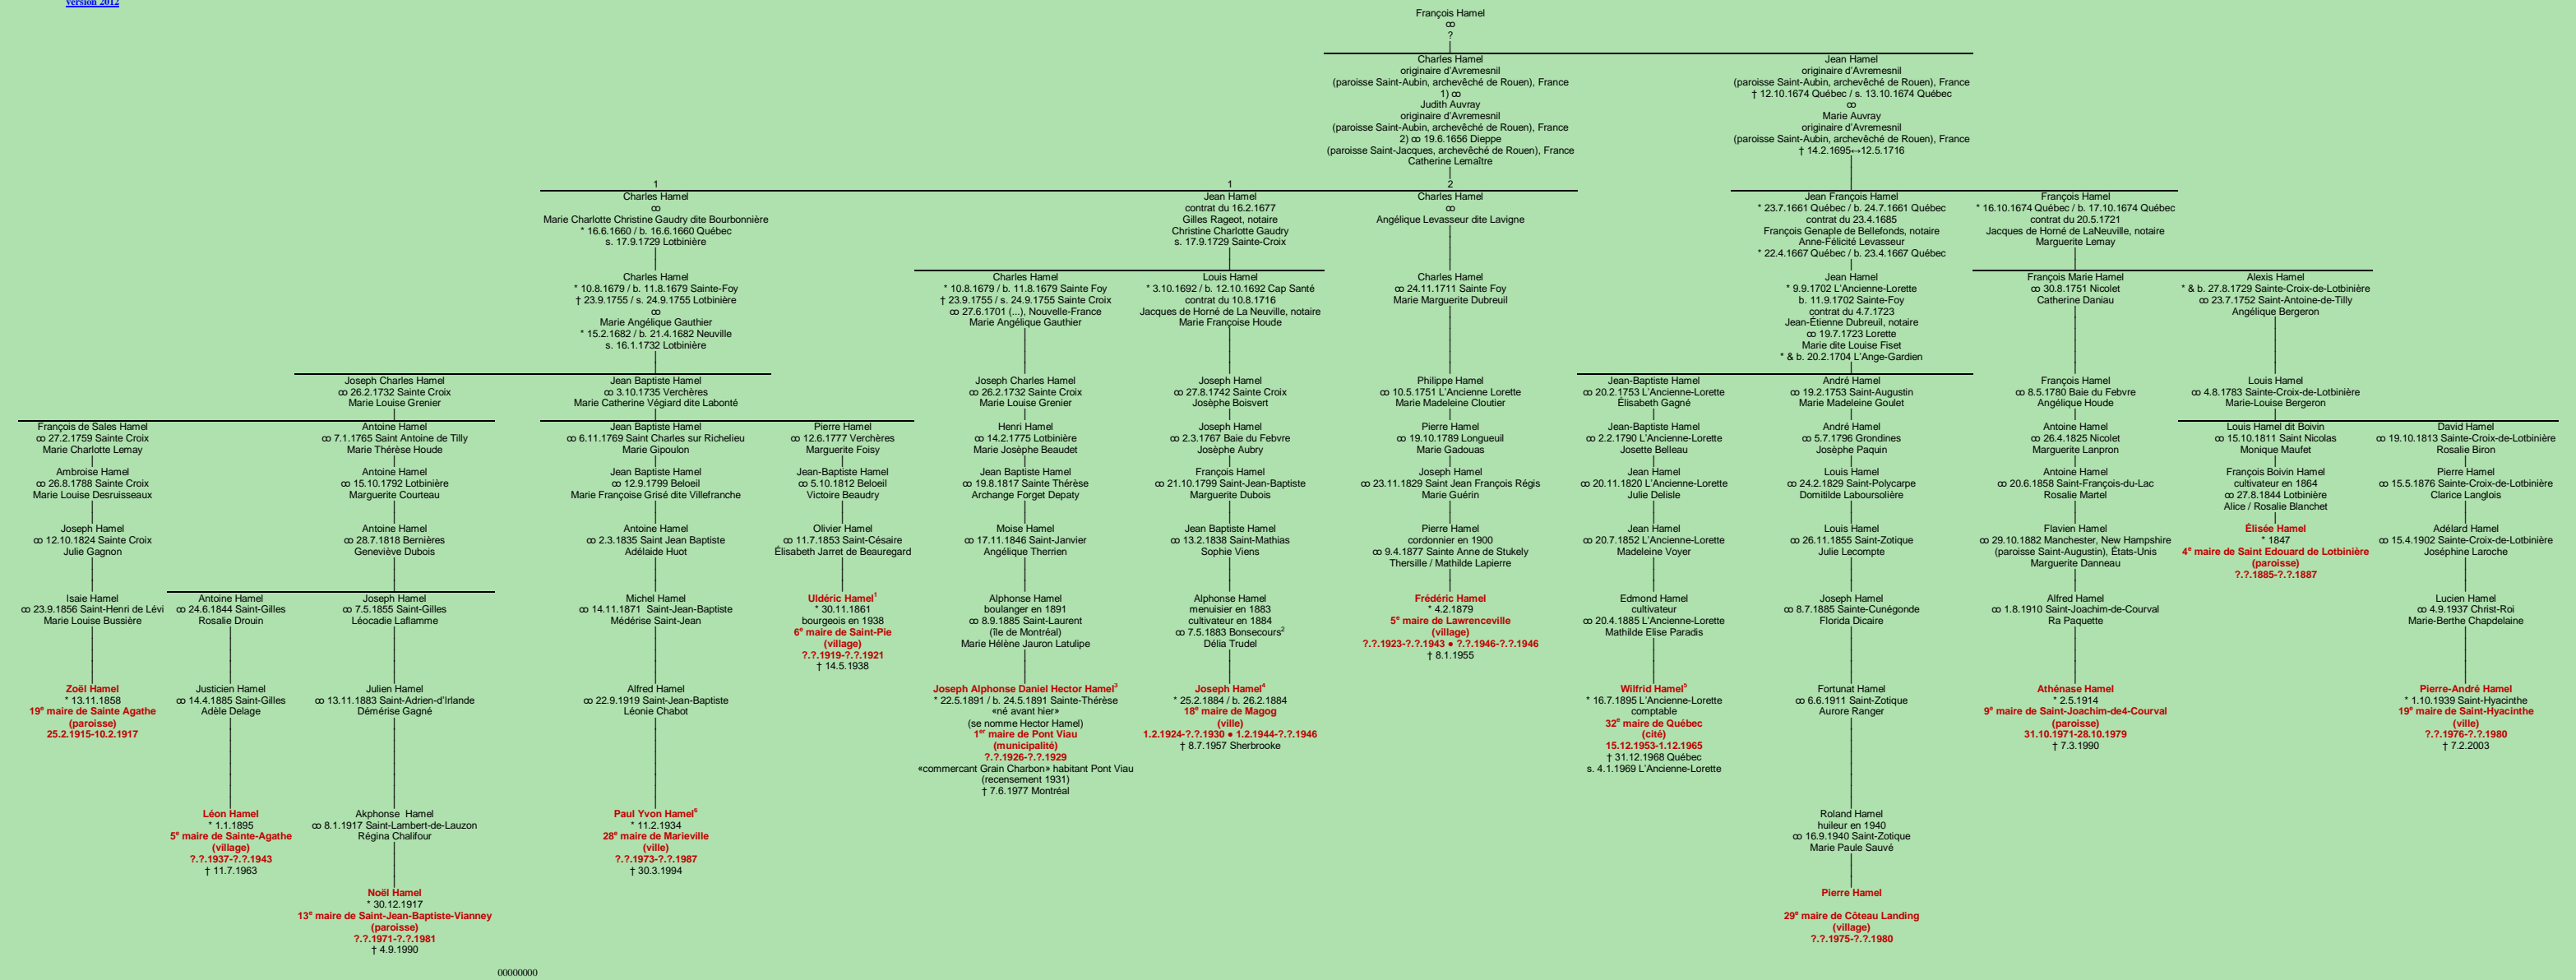 version 2012
François Hamel
ꝏ
?
Charles Hamel
originaire d'Avremesnil
(paroisse Saint-Aubin, archevêché de Rouen), France
1) ꝏ
Judith Auvray
originaire d'Avremesnil
(paroisse Saint-Aubin, archevêché de Rouen), France
2) ꝏ 19.6.1656 Dieppe
(paroisse Saint-Jacques, archevêché de Rouen), France
Catherine Lemaître
Jean Hamel
originaire d'Avremesnil
(paroisse Saint-Aubin, archevêché de Rouen), France
† 12.10.1674 Québec / s. 13.10.1674 Québec
ꝏ
Marie Auvray
originaire d'Avremesnil
(paroisse Saint-Aubin, archevêché de Rouen), France
† 14.2.1695↔12.5.1716
1
Charles Hamel
ꝏ
Marie Charlotte Christine Gaudry dite Bourbonnière
* 16.6.1660 / b. 16.6.1660 Québec
s. 17.9.1729 Lotbinière
1
Jean Hamel
contrat du 16.2.1677
Gilles Rageot, notaire
Christine Charlotte Gaudry
s. 17.9.1729 Sainte-Croix
2
Charles Hamel
ꝏ
Angélique Levasseur dite Lavigne
Jean François Hamel
* 23.7.1661 Québec / b. 24.7.1661 Québec
contrat du 23.4.1685
François Genaple de Bellefonds, notaire
Anne-Félicité Levasseur
* 22.4.1667 Québec / b. 23.4.1667 Québec
François Hamel
* 16.10.1674 Québec / b. 17.10.1674 Québec
contrat du 20.5.1721
Jacques de Horné de LaNeuville, notaire
Marguerite Lemay
Charles Hamel
* 10.8.1679 / b. 11.8.1679 Sainte-Foy
† 23.9.1755 / s. 24.9.1755 Lotbinière
ꝏ
Marie Angélique Gauthier
* 15.2.1682 / b. 21.4.1682 Neuville
s. 16.1.1732 Lotbinière
Charles Hamel
* 10.8.1679 / b. 11.8.1679 Sainte Foy
† 23.9.1755 / s. 24.9.1755 Sainte Croix
ꝏ 27.6.1701 (...), Nouvelle-France
Marie Angélique Gauthier
Louis Hamel
* 3.10.1692 / b. 12.10.1692 Cap Santé
contrat du 10.8.1716
Jacques de Horné de La Neuville, notaire
Marie Françoise Houde
Charles Hamel
ꝏ 24.11.1711 Sainte Foy
Marie Marguerite Dubreuil
Jean Hamel
* 9.9.1702 L'Ancienne-Lorette
b. 11.9.1702 Sainte-Foy
contrat du 4.7.1723
Jean-Étienne Dubreuil, notaire
ꝏ 19.7.1723 Lorette
Marie dite Louise Fiset
* & b. 20.2.1704 L'Ange-Gardien
François Marie Hamel
ꝏ 30.8.1751 Nicolet
Catherine Daniau
Alexis Hamel
* & b. 27.8.1729 Sainte-Croix-de-Lotbinière
ꝏ 23.7.1752 Saint-Antoine-de-Tilly
Angélique Bergeron
Joseph Charles Hamel
ꝏ 26.2.1732 Sainte Croix
Marie Louise Grenier
Jean Baptiste Hamel
ꝏ 3.10.1735 Verchères
Marie Catherine Végiard dite Labonté
Joseph Charles Hamel
ꝏ 26.2.1732 Sainte Croix
Marie Louise Grenier
Joseph Hamel
ꝏ 27.8.1742 Sainte Croix
Josèphe Boisvert
Philippe Hamel
ꝏ 10.5.1751 L'Ancienne Lorette
Marie Madeleine Cloutier
Jean-Baptiste Hamel
ꝏ 20.2.1753 L'Ancienne-Lorette
Élisabeth Gagné
André Hamel
ꝏ 19.2.1753 Saint-Augustin
Marie Madeleine Goulet
François Hamel
ꝏ 8.5.1780 Baie du Febvre
Angélique Houde
Louis Hamel
ꝏ 4.8.1783 Sainte-Croix-de-Lotbinière
Marie-Louise Bergeron
François de Sales Hamel
ꝏ 27.2.1759 Sainte Croix
Marie Charlotte Lemay
Antoine Hamel
ꝏ 7.1.1765 Saint Antoine de Tilly
Marie Thérèse Houde
Jean Baptiste Hamel
ꝏ 6.11.1769 Saint Charles sur Richelieu
Marie Gipoulon
Pierre Hamel
ꝏ 12.6.1777 Verchères
Marguerite Foisy
Henri Hamel
ꝏ 14.2.1775 Lotbinière
Marie Josèphe Beaudet
Joseph Hamel
ꝏ 2.3.1767 Baie du Febvre
Josèphe Aubry
Pierre Hamel
ꝏ 19.10.1789 Longueuil
Marie Gadouas
Jean-Baptiste Hamel
ꝏ 2.2.1790 L'Ancienne-Lorette
Josette Belleau
André Hamel
ꝏ 5.7.1796 Grondines
Josèphe Paquin
Antoine Hamel
ꝏ 26.4.1825 Nicolet
Marguerite Lanpron
Louis Hamel dit Boivin
ꝏ 15.10.1811 Saint Nicolas
Monique Maufet
David Hamel
ꝏ 19.10.1813 Sainte-Croix-de-Lotbinière
Rosalie Biron
Ambroise Hamel
ꝏ 26.8.1788 Sainte Croix
Marie Louise Desruisseaux
Antoine Hamel
ꝏ 15.10.1792 Lotbinière
Marguerite Courteau
Jean Baptiste Hamel
ꝏ 12.9.1799 Beloeil
Marie Françoise Grisé dite Villefranche
Jean-Baptiste Hamel
ꝏ 5.10.1812 Beloeil
Victoire Beaudry
Jean Baptiste Hamel
ꝏ 19.8.1817 Sainte Thérèse
Archange Forget Depaty
François Hamel
ꝏ 21.10.1799 Saint-Jean-Baptiste
Marguerite Dubois
Joseph Hamel
ꝏ 23.11.1829 Saint Jean François Régis
Marie Guérin
Jean Hamel
ꝏ 20.11.1820 L'Ancienne-Lorette
Julie Delisle
Louis Hamel
ꝏ 24.2.1829 Saint-Polycarpe
Domitilde Laboursolière
Antoine Hamel
ꝏ 20.6.1858 Saint-François-du-Lac
Rosalie Martel
François Boivin Hamel
cultivateur en 1864
ꝏ 27.8.1844 Lotbinière
Alice / Rosalie Blanchet
Pierre Hamel
ꝏ 15.5.1876 Sainte-Croix-de-Lotbinière
Clarice Langlois
Joseph Hamel
ꝏ 12.10.1824 Sainte Croix
Julie Gagnon
Antoine Hamel
ꝏ 28.7.1818 Bernières
Geneviève Dubois
Antoine Hamel
ꝏ 2.3.1835 Saint Jean Baptiste
Adélaide Huot
Olivier Hamel
ꝏ 11.7.1853 Saint-Césaire
Élisabeth Jarret de Beauregard
Moise Hamel
ꝏ 17.11.1846 Saint-Janvier
Angélique Therrien
Jean Baptiste Hamel
ꝏ 13.2.1838 Saint-Mathias
Sophie Viens
Pierre Hamel
cordonnier en 1900
ꝏ 9.4.1877 Sainte Anne de Stukely
Thersille / Mathilde Lapierre
Jean Hamel
ꝏ 20.7.1852 L'Ancienne-Lorette
Madeleine Voyer
Louis Hamel
ꝏ 26.11.1855 Saint-Zotique
Julie Lecompte
Flavien Hamel
ꝏ 29.10.1882 Manchester, New Hampshire
(paroisse Saint-Augustin), États-Unis
Marguerite Danneau
Élisée Hamel
* 1847
4e maire de Saint Edouard de Lotbinière
(paroisse)
?.?.1885-?.?.1887
Adélard Hamel
ꝏ 15.4.1902 Sainte-Croix-de-Lotbinière
Joséphine Laroche
Isaie Hamel
ꝏ 23.9.1856 Saint-Henri de Lévi
Marie Louise Bussière
Antoine Hamel
ꝏ 24.6.1844 Saint-Gilles
Rosalie Drouin
Joseph Hamel
ꝏ 7.5.1855 Saint-Gilles
Léocadie Laflamme
Michel Hamel
ꝏ 14.11.1871 Saint-Jean-Baptiste
Médérise Saint-Jean
Uldéric Hamel1
* 30.11.1861
bourgeois en 1938
6e maire de Saint-Pie
(village)
?.?.1919-?.?.1921
† 14.5.1938
Alphonse Hamel
boulanger en 1891
ꝏ 8.9.1885 Saint-Laurent
(île de Montréal)
Marie Hélène Jauron Latulipe
Alphonse Hamel
menuisier en 1883
cultivateur en 1884
ꝏ 7.5.1883 Bonsecours2
Délia Trudel
Frédéric Hamel
* 4.2.1879
5e maire de Lawrenceville
(village)
?.?.1923-?.?.1943 ● ?.?.1946-?.?.1946
† 8.1.1955
Edmond Hamel
cultivateur
ꝏ 20.4.1885 L'Ancienne-Lorette
Mathilde Elise Paradis
Joseph Hamel
ꝏ 8.7.1885 Sainte-Cunégonde
Florida Dicaire
Alfred Hamel
ꝏ 1.8.1910 Saint-Joachim-de-Courval
Ra Paquette
Lucien Hamel
ꝏ 4.9.1937 Christ-Roi
Marie-Berthe Chapdelaine
Zoël Hamel
* 13.11.1858
19e maire de Sainte Agathe
(paroisse)
25.2.1915-10.2.1917
Justicien Hamel
ꝏ 14.4.1885 Saint-Gilles
Adèle Delage
Julien Hamel
ꝏ 13.11.1883 Saint-Adrien-d'Irlande
Démérise Gagné
Alfred Hamel
ꝏ 22.9.1919 Saint-Jean-Baptiste
Léonie Chabot
Joseph Alphonse Daniel Hector Hamel3
* 22.5.1891 / b. 24.5.1891 Sainte-Thérèse
«né avant hier»
(se nomme Hector Hamel)
1er maire de Pont Viau
(municipalité)
?.?.1926-?.?.1929
«commercant Grain Charbon» habitant Pont Viau
(recensement 1931)
† 7.6.1977 Montréal
Joseph Hamel4
* 25.2.1884 / b. 26.2.1884
18e maire de Magog
(ville)
1.2.1924-?.?.1930 ● 1.2.1944-?.?.1946
† 8.7.1957 Sherbrooke
Wilfrid Hamel5
* 16.7.1895 L'Ancienne-Lorette
comptable
32e maire de Québec
(cité)
15.12.1953-1.12.1965
† 31.12.1968 Québec
s. 4.1.1969 L'Ancienne-Lorette
Fortunat Hamel
ꝏ 6.6.1911 Saint-Zotique
Aurore Ranger
Athénase Hamel
* 2.5.1914
9e maire de Saint-Joachim-de4-Courval
(paroisse)
31.10.1971-28.10.1979
† 7.3.1990
Pierre-André Hamel
* 1.10.1939 Saint-Hyacinthe
19e maire de Saint-Hyacinthe
(ville)
?.?.1976-?.?.1980
† 7.2.2003
Léon Hamel
* 1.1.1895
5e maire de Sainte-Agathe
(village)
?.?.1937-?.?.1943
† 11.7.1963
Akphonse Hamel
ꝏ 8.1.1917 Saint-Lambert-de-Lauzon
Régina Chalifour
Paul Yvon Hamel6
* 11.2.1934
28e maire de Marieville
(ville)
?.?.1973-?.?.1987
† 30.3.1994
Roland Hamel
huileur en 1940
ꝏ 16.9.1940 Saint-Zotique
Marie Paule Sauvé
Noël Hamel
* 30.12.1917
13e maire de Saint-Jean-Baptiste-Vianney
(paroisse)
?.?.1971-?.?.1981
† 4.9.1990
Pierre Hamel
29e maire de Côteau Landing
(village)
?.?.1975-?.?.1980
00000000